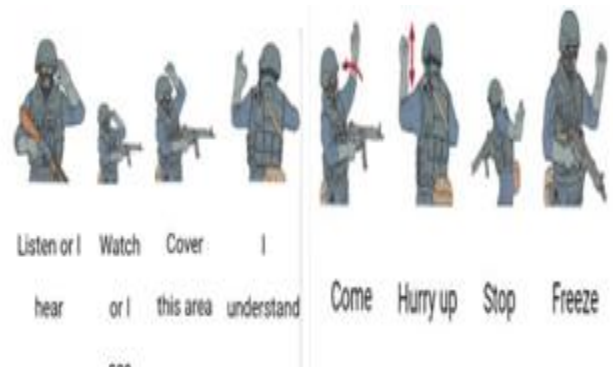 Listen or I hear
Watch or I
Cover this area
I understand
Come
Hurry up
Stop
Freeze